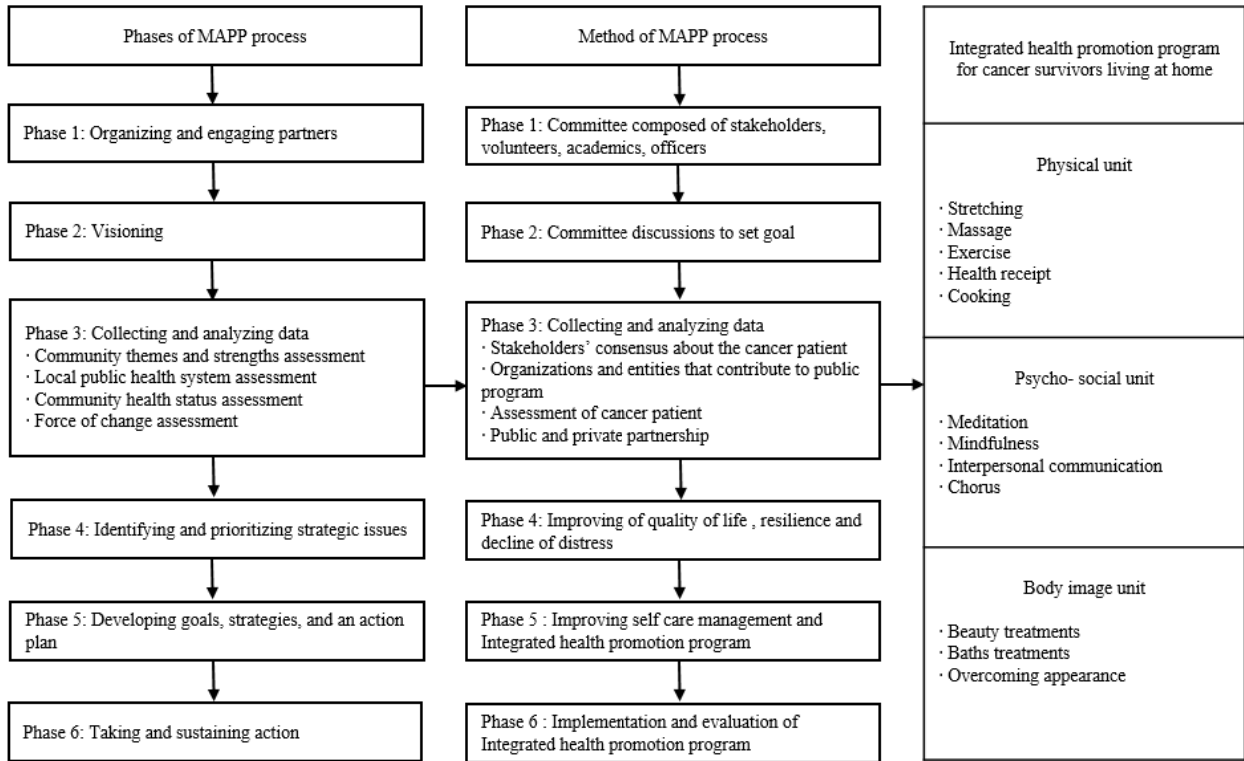 Phases of MAPP process
Phase 1: Organizing and engaging partners
Phase 2: Visioning
Phase 3: Collecting and analyzing data
· Community themes and strengths assessment
· Local public health system assessment
· Community health status assessment
· Force of change assessment
Phase 4: Identifying and prioritizing strategic issues
Phase 5: Developing goals, strategies, and an action
plan
Phase 6: Taking and sustaining action
Method of MAPP process
Phase 1: Committee composed of stakeholders,
volunteers, academics, officers
Phase 2: Committee discussions to set goal
Phase 3: Collecting and analyzing data
· Stakeholders’ consensus about the cancer patient
· Organizations and entities that contribute to public
program
· Assessment of cancer patient
· Public and private partnership
Phase 4: Improving of quality of life , resilience and
decline of distress
Phase 5 : Improving self care management and
Integrated health promotion program
Phase 6 : Implementation and evaluation of
Integrated health promotion program
Integrated health promotion program
for cancer survivors living at home
Physical unit
· Stretching
· Massage
· Exercise
· Health receipt
· Cooking
Psycho- social unit
· Meditation
· Mindfulness
· Interpersonal communication
· Chorus
Body image unit
· Beauty treatments
· Baths treatments
· Overcoming appearance